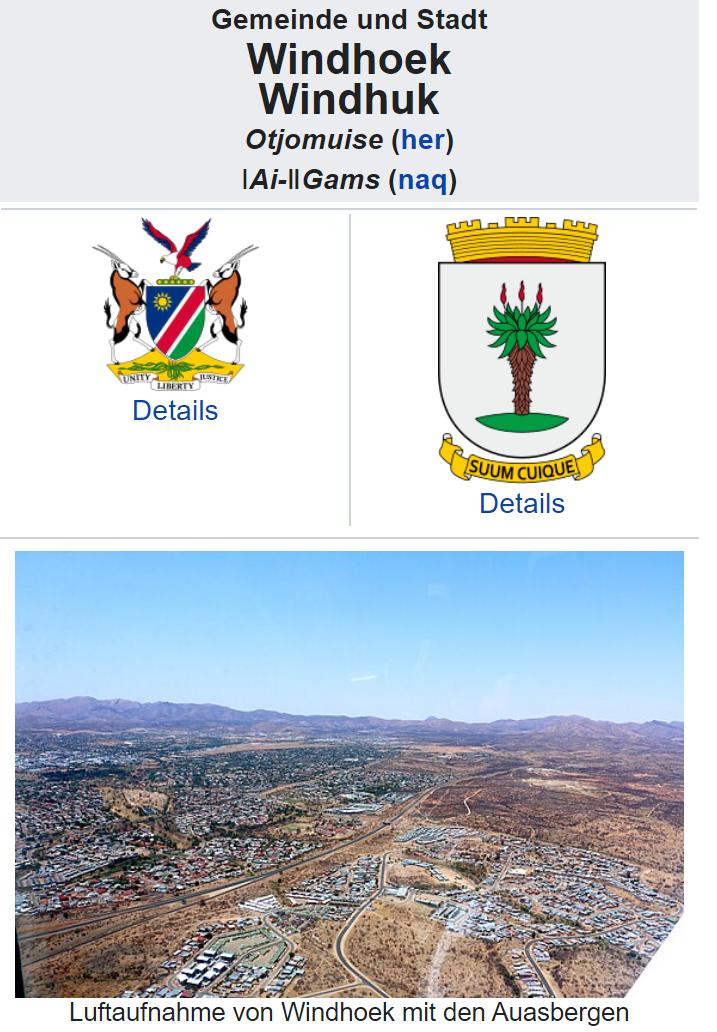 Gemeinde und Stadt
Windhoek
Windhuk
Otjomuise (her)
ǀAi-ǁGams (naq)
UNITY LIBERTY JUSTICE
Details
SUUM CUIQUE
Details
Luftaufnahme von Windhoek mit den Auasbergen